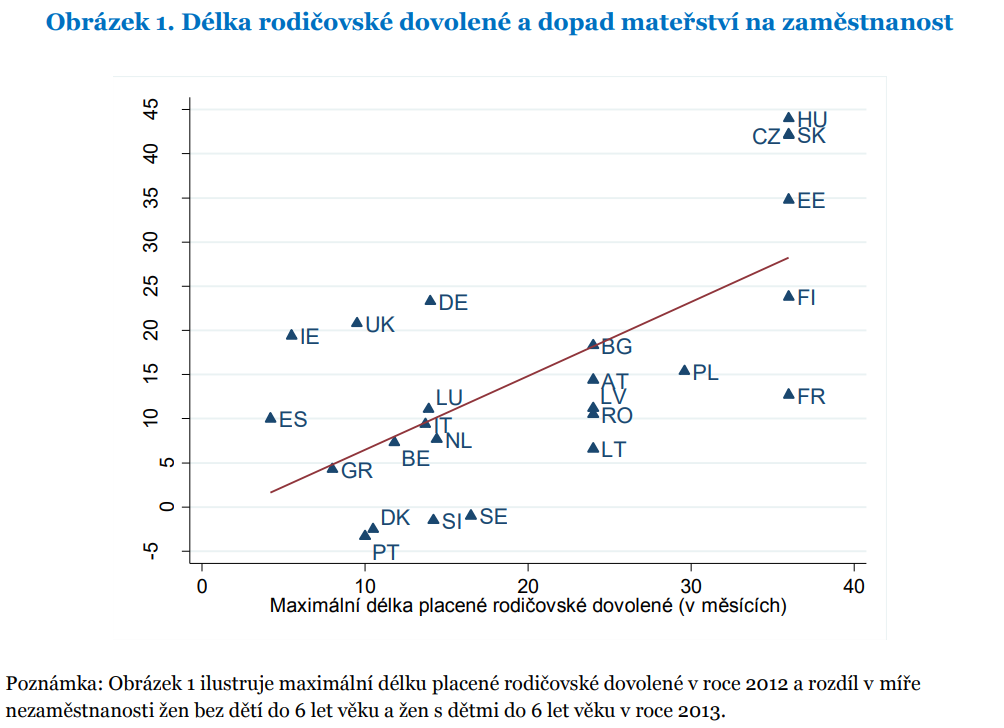 Obrázek 1. Délka rodičovské dovolené a dopad mateřství na zaměstnanost
45
HU
CZ SK
40
35
EE
30
25
DE
FI
20
UK
IE
BG
15
PL
AT
LU
LV
FR
10
ES
IT
RO
NL
LT
5
BE
GR
0
DK
SI
SE
-5
PT
0 10 20 30 40
Maximální délka placené rodičovské dovolené (v měsících)
Poznámka: Obrázek 1 ilustruje maximální délku placené rodičovské dovolené v roce 2012 a rozdíl v míře
nezaměstnanosti žen bez dětí do 6 let věku a žen s dětmi do 6 let věku v roce 2013.